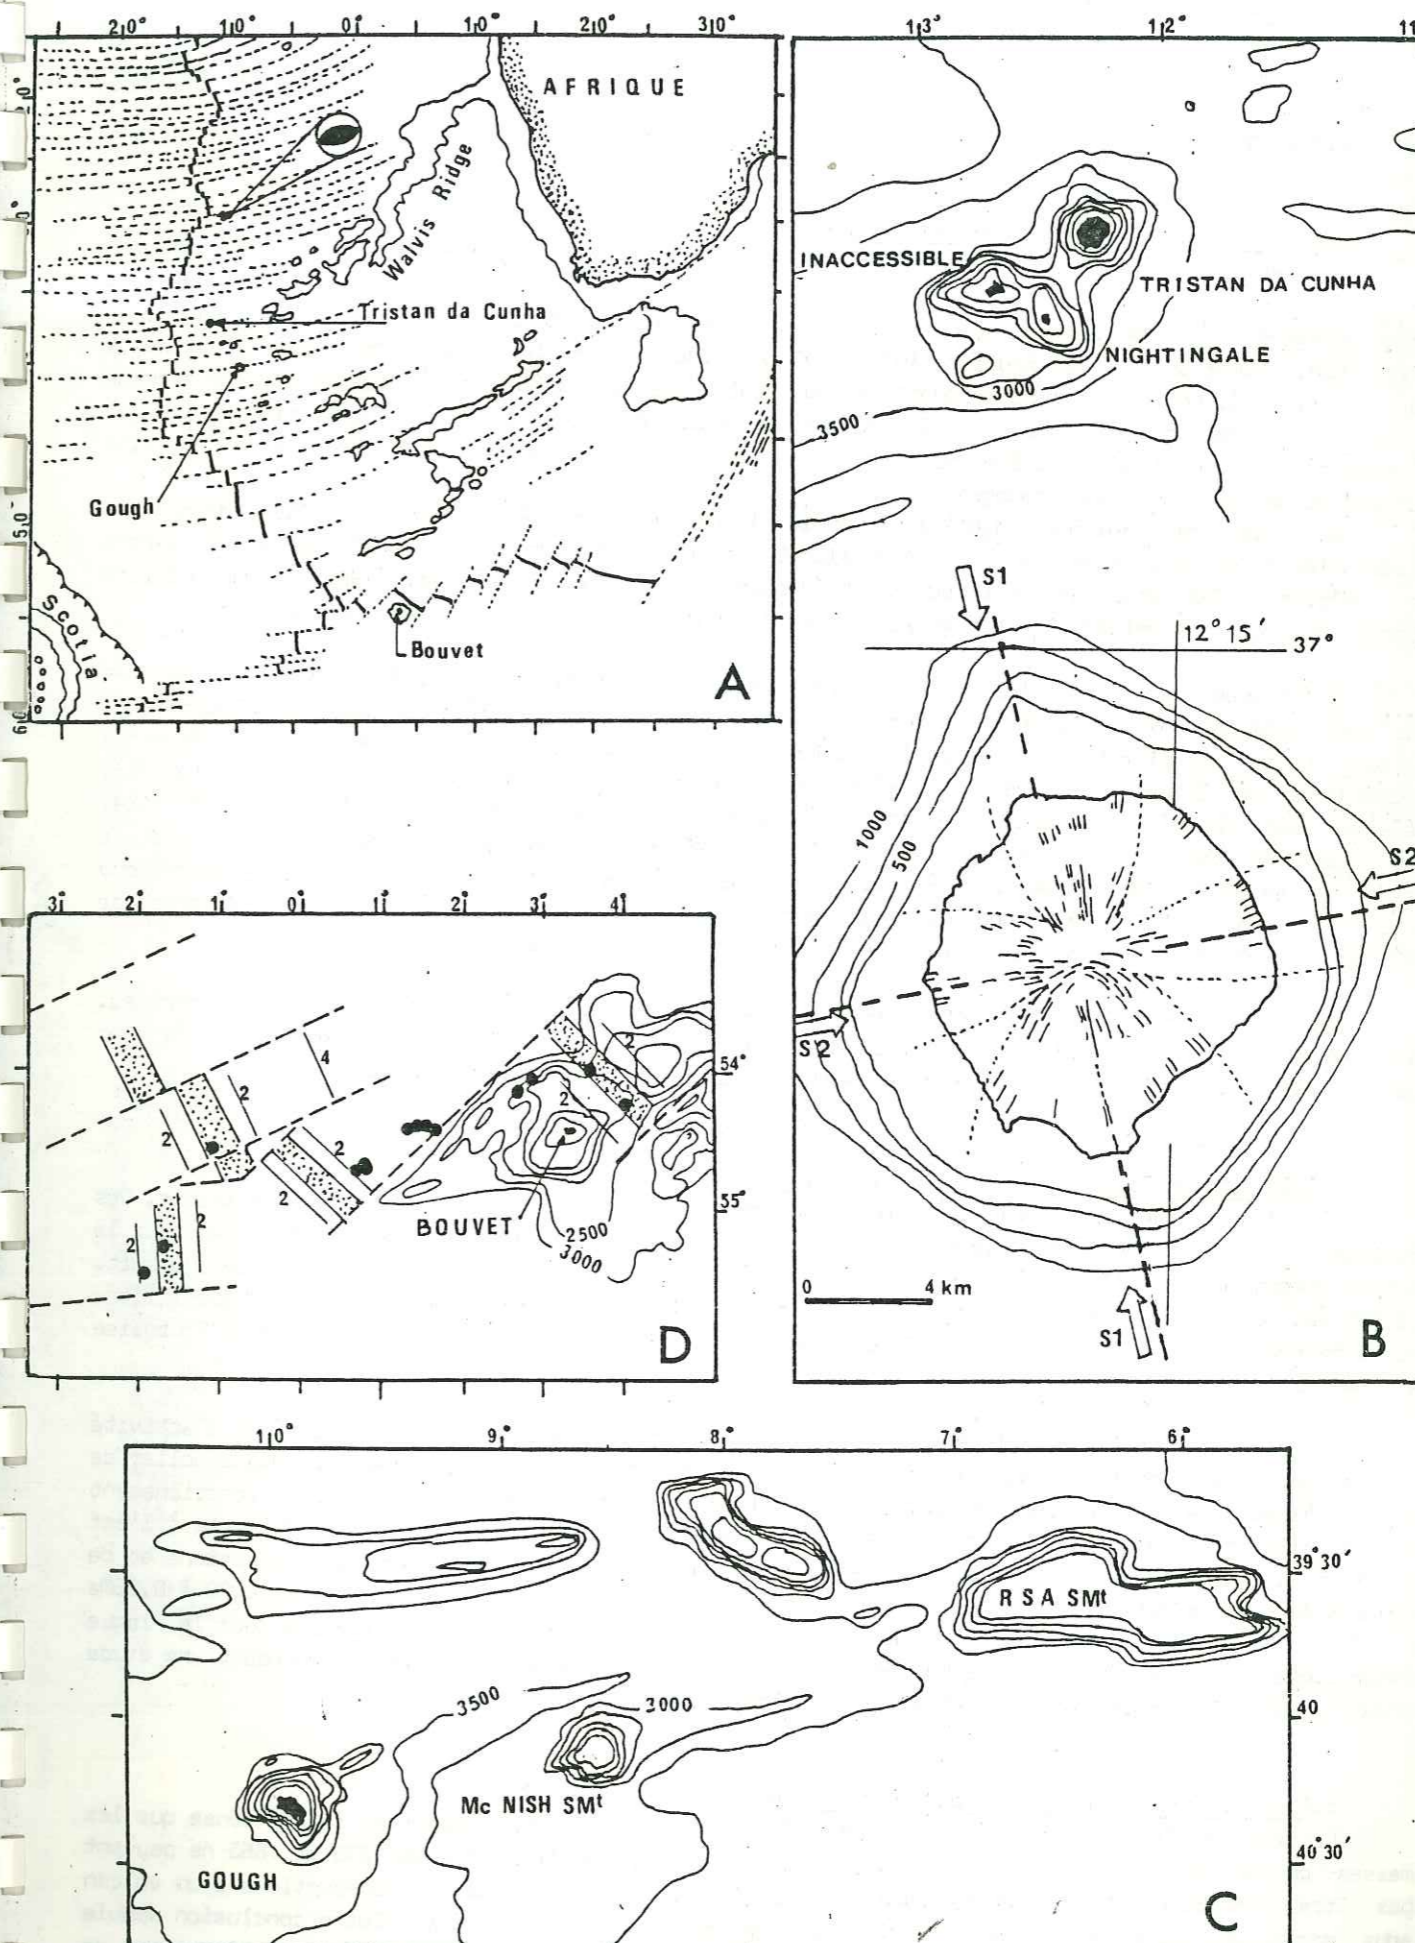 20° 10° 0° 10° 20° 30°
AFRIQUE
Walvis Ridge
Tristan da Cunha
Gough
50
Scotia
60
Bouvet
A
13° 12° 11
INACCESSIBLE
TRISTAN DA CUNHA
NIGHTINGALE
3000
3500
S1
12°15′
37°
1000
500
S2
S2
0 4 km
S1
B
3° 2° 1° 0° 1° 2° 3° 4°
2
4
54°
2
2
2
2
2
2
2
55°
BOUVET
2500
3000
D
10° 9° 8° 7° 6°
39°30′
R S A SMt
3500
3000
40
Mc NISH SMt
40°30′
GOUGH
C